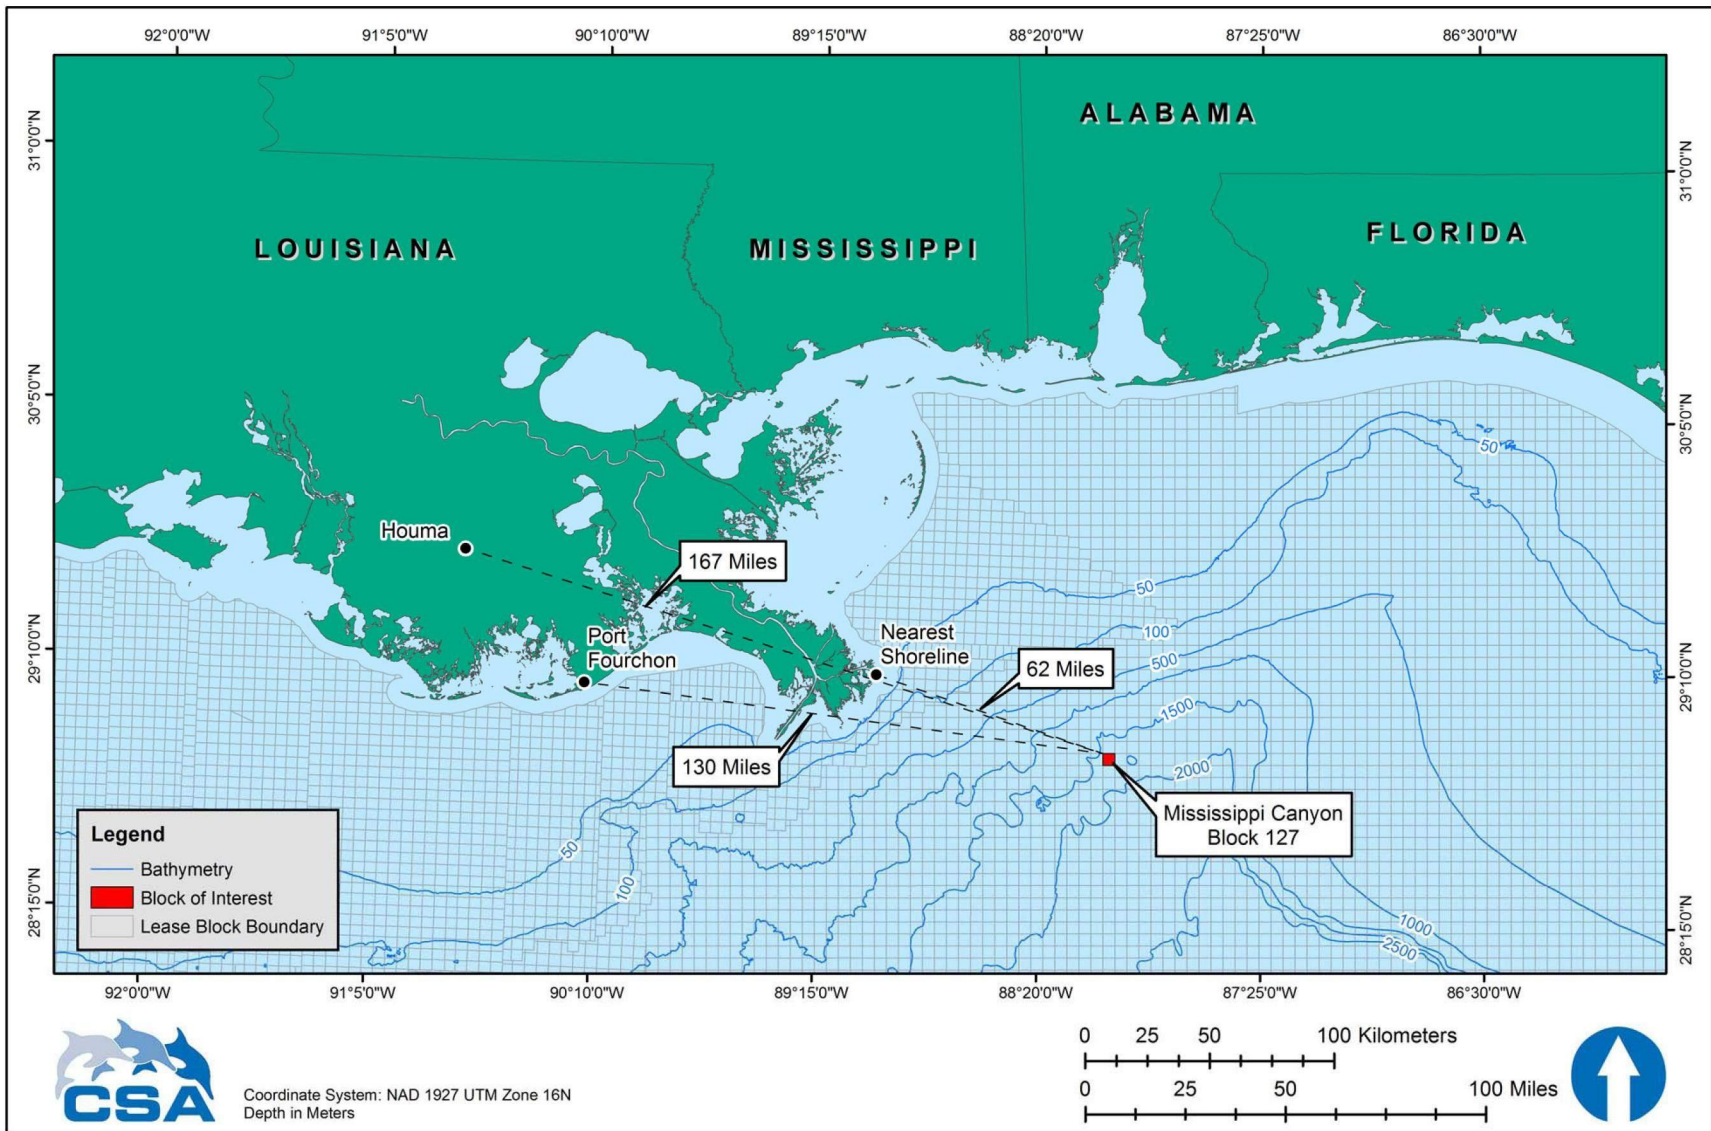 92°0'0"W
91°5'0"W
90°10'0"W
89°15'0"W
88°20'0"W
87°25'0"W
86°30'0"W
ALABAMA
31°0'0"N
31°0'0"N
LOUISIANA
MISSISSIPPI
FLORIDA
30°5'0"N
30°5'0"N
50
Houma
167 Miles
50
100
Port
Fourchon
Nearest
Shoreline
500
62 Miles
29°10'0"N
29°10'0"N
1500
130 Miles
2000
Mississippi Canyon
Block 127
50
100
1000
2500
28°15'0"N
28°15'0"N
Legend
Bathymetry
Block of Interest
Lease Block Boundary
92°0'0"W
91°5'0"W
90°10'0"W
89°15'0"W
88°20'0"W
87°25'0"W
86°30'0"W
CSA
Coordinate System: NAD 1927 UTM Zone 16N
Depth in Meters
0 25 50 100 Kilometers
0 25 50 100 Miles